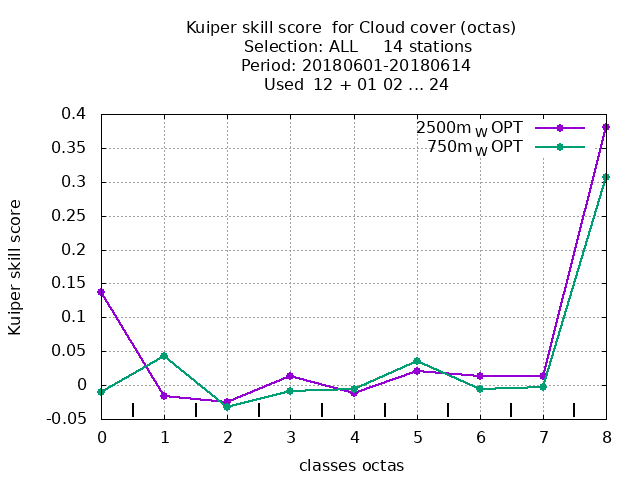 Kuiper skill score  for Cloud cover (octas)
Selection: ALL     14 stations
Period: 20180601-20180614
Used  12 + 01 02 ... 24
2500m WOPT
750m WOPT
Kuiper skill score
0.4
0.35
0.3
0.25
0.2
0.15
0.1
0.05
0
-0.05
0 1 2 3 4 5 6 7 8
classes octas